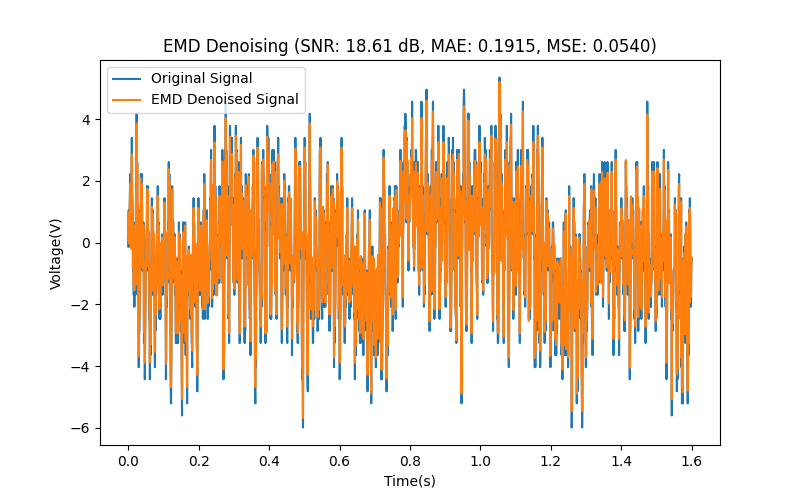 EMD Denoising (SNR: 18.61 dB, MAE: 0.1915, MSE: 0.0540)
Original Signal
EMD Denoised Signal
4
2
0
−2
−4
−6
Voltage(V)
0.0 0.2 0.4 0.6 0.8 1.0 1.2 1.4 1.6
Time(s)